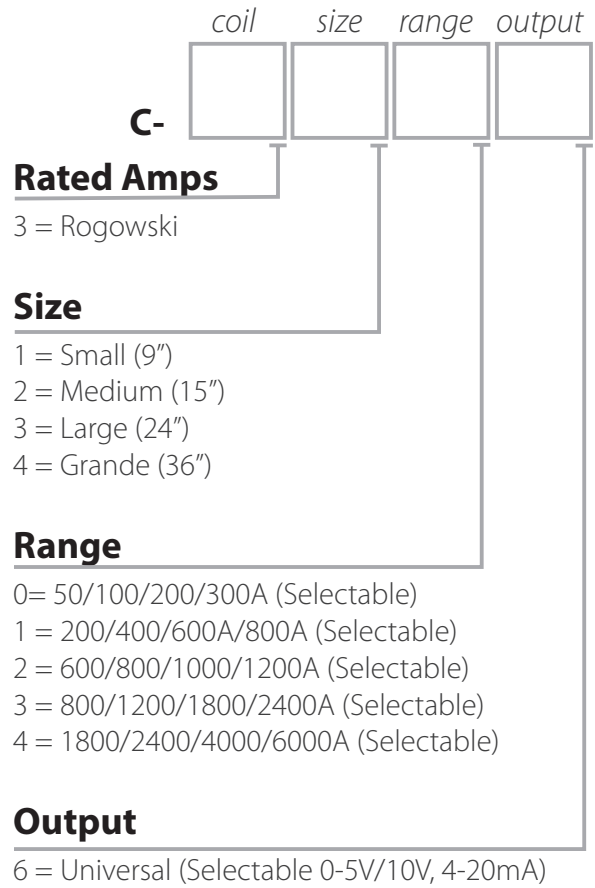 coil size range output
C-
Rated Amps
3 = Rogowski
Size
1 = Small (9”)
2 = Medium (15”)
3 = Large (24”)
4 = Grande (36”)
Range
0= 50/100/200/300A (Selectable)
1 = 200/400/600A/800A (Selectable)
2 = 600/800/1000/1200A (Selectable)
3 = 800/1200/1800/2400A (Selectable)
4 = 1800/2400/4000/6000A (Selectable)
Output
6 = Universal (Selectable 0-5V/10V, 4-20mA)